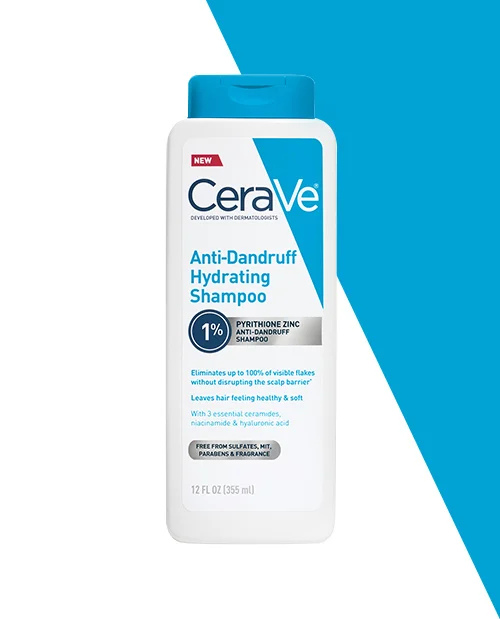 NEW
CeraVe®
DEVELOPED WITH DERMATOLOGISTS
Anti-Dandruff
Hydrating
Shampoo
1%
PYRITHIONE ZINC
ANTI-DANDRUFF
SHAMPOO
Eliminates up to 100% of visible flakes
without disrupting the scalp barrier*
Leaves hair feeling healthy & soft
With 3 essential ceramides,
niacinamide & hyaluronic acid
FREE FROM SULFATES, MIT,
PARABENS & FRAGRANCE
12 FL OZ (355 ml)